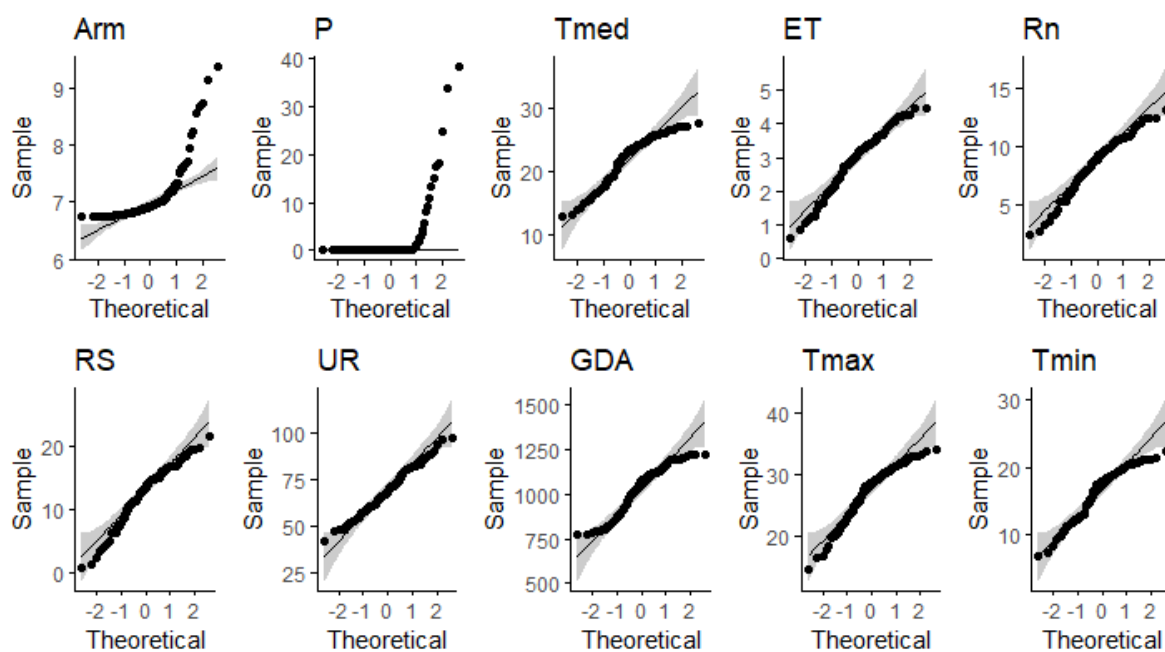 Arm P Tmed ET Rn
Sample 9 8 7 6 Sample 40 30 20 10 0 Sample 30 20 10 Sample 5 4 3 2 1 0 Sample 15 10 5
-2 -1 0 1 2 -2 -1 0 1 2 -2 -1 0 1 2 -2 -1 0 1 2 -2 -1 0 1 2
Theoretical Theoretical Theoretical Theoretical Theoretical
RS UR GDA Tmax Tmin
Sample 20 10 0 Sample 100 75 50 25 Sample 1500 1250 1000 750 500 Sample 40 30 20 Sample 30 20 10
-2 -1 0 1 2 -2 -1 0 1 2 -2 -1 0 1 2 -2 -1 0 1 2 -2 -1 0 1 2
Theoretical Theoretical Theoretical Theoretical Theoretical